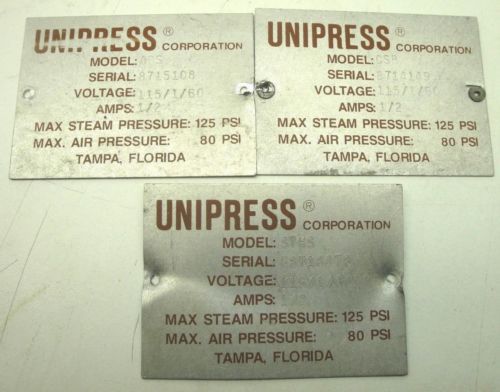 UNIPRESS®
CORPORATION
MODEL:
SERIAL: 8715108
VOLTAGE: 115/1/60
AMPS: 1/2
MAX STEAM PRESSURE: 125 PSI
MAX. AIR PRESSURE: 80 PSI
TAMPA, FLORIDA
UNIPRESS®
CORPORATION
MODEL:
SERIAL:
VOLTAGE: 115/1/60
AMPS: 1/2
MAX STEAM PRESSURE: 125 PSI
MAX. AIR PRESSURE: 80 PSI
TAMPA, FLORIDA
UNIPRESS®
CORPORATION
MODEL:
SERIAL:
VOLTAGE:
AMPS: 1/2
MAX STEAM PRESSURE: 125 PSI
MAX. AIR PRESSURE: 80 PSI
TAMPA, FLORIDA